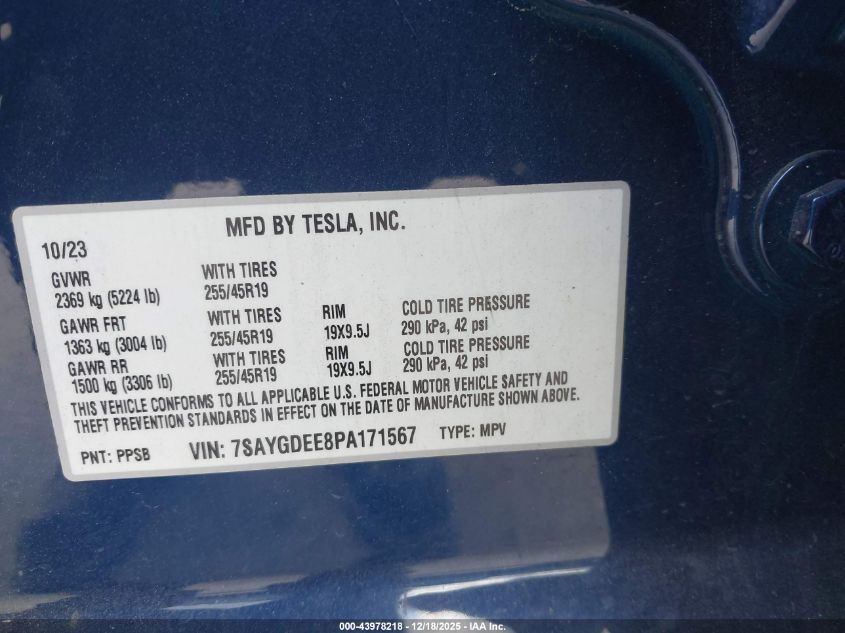 MFD BY TESLA, INC.
10/23
GVWR WITH TIRES
2369 kg (5224 lb) 255/45R19
GAWR FRT WITH TIRES RIM COLD TIRE PRESSURE
1363 kg (3004 lb) 255/45R19 19X9.5J 290 kPa, 42 psi
GAWR RR WITH TIRES RIM COLD TIRE PRESSURE
1500 kg (3306 lb) 255/45R19 19X9.5J 290 kPa, 42 psi
THIS VEHICLE CONFORMS TO ALL APPLICABLE U.S. FEDERAL MOTOR VEHICLE SAFETY AND
THEFT PREVENTION STANDARDS IN EFFECT ON THE DATE OF MANUFACTURE SHOWN ABOVE.
PNT: PPSB VIN: 7SAYGDEE8PA171567 TYPE: MPV
000-43978218 - 12/18/2025 - IAA Inc.